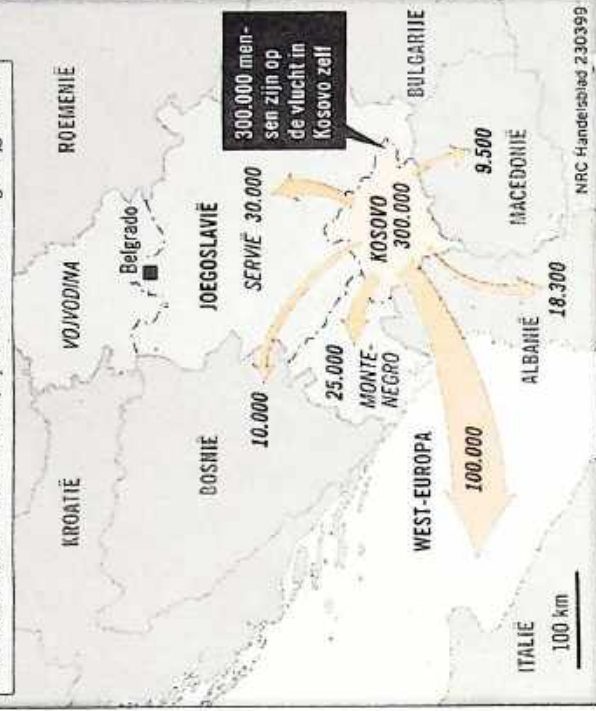 ROEMENIË
VOJVODINA
KROATIË
Belgrado
JOEGOSLAVIË
SERVIË 30.000
300.000 men-
sen zijn op
de vlucht in
Kosovo zelf
BOSNIË
10.000
25.000
MONTE-
NEGRO
KOSOVO
300.000
BULGARIJE
9.500
MACEDONIË
WEST-EUROPA
100.000
18.300
ALBANIË
ITALIË
100 km
NRC Handelsblad 230399